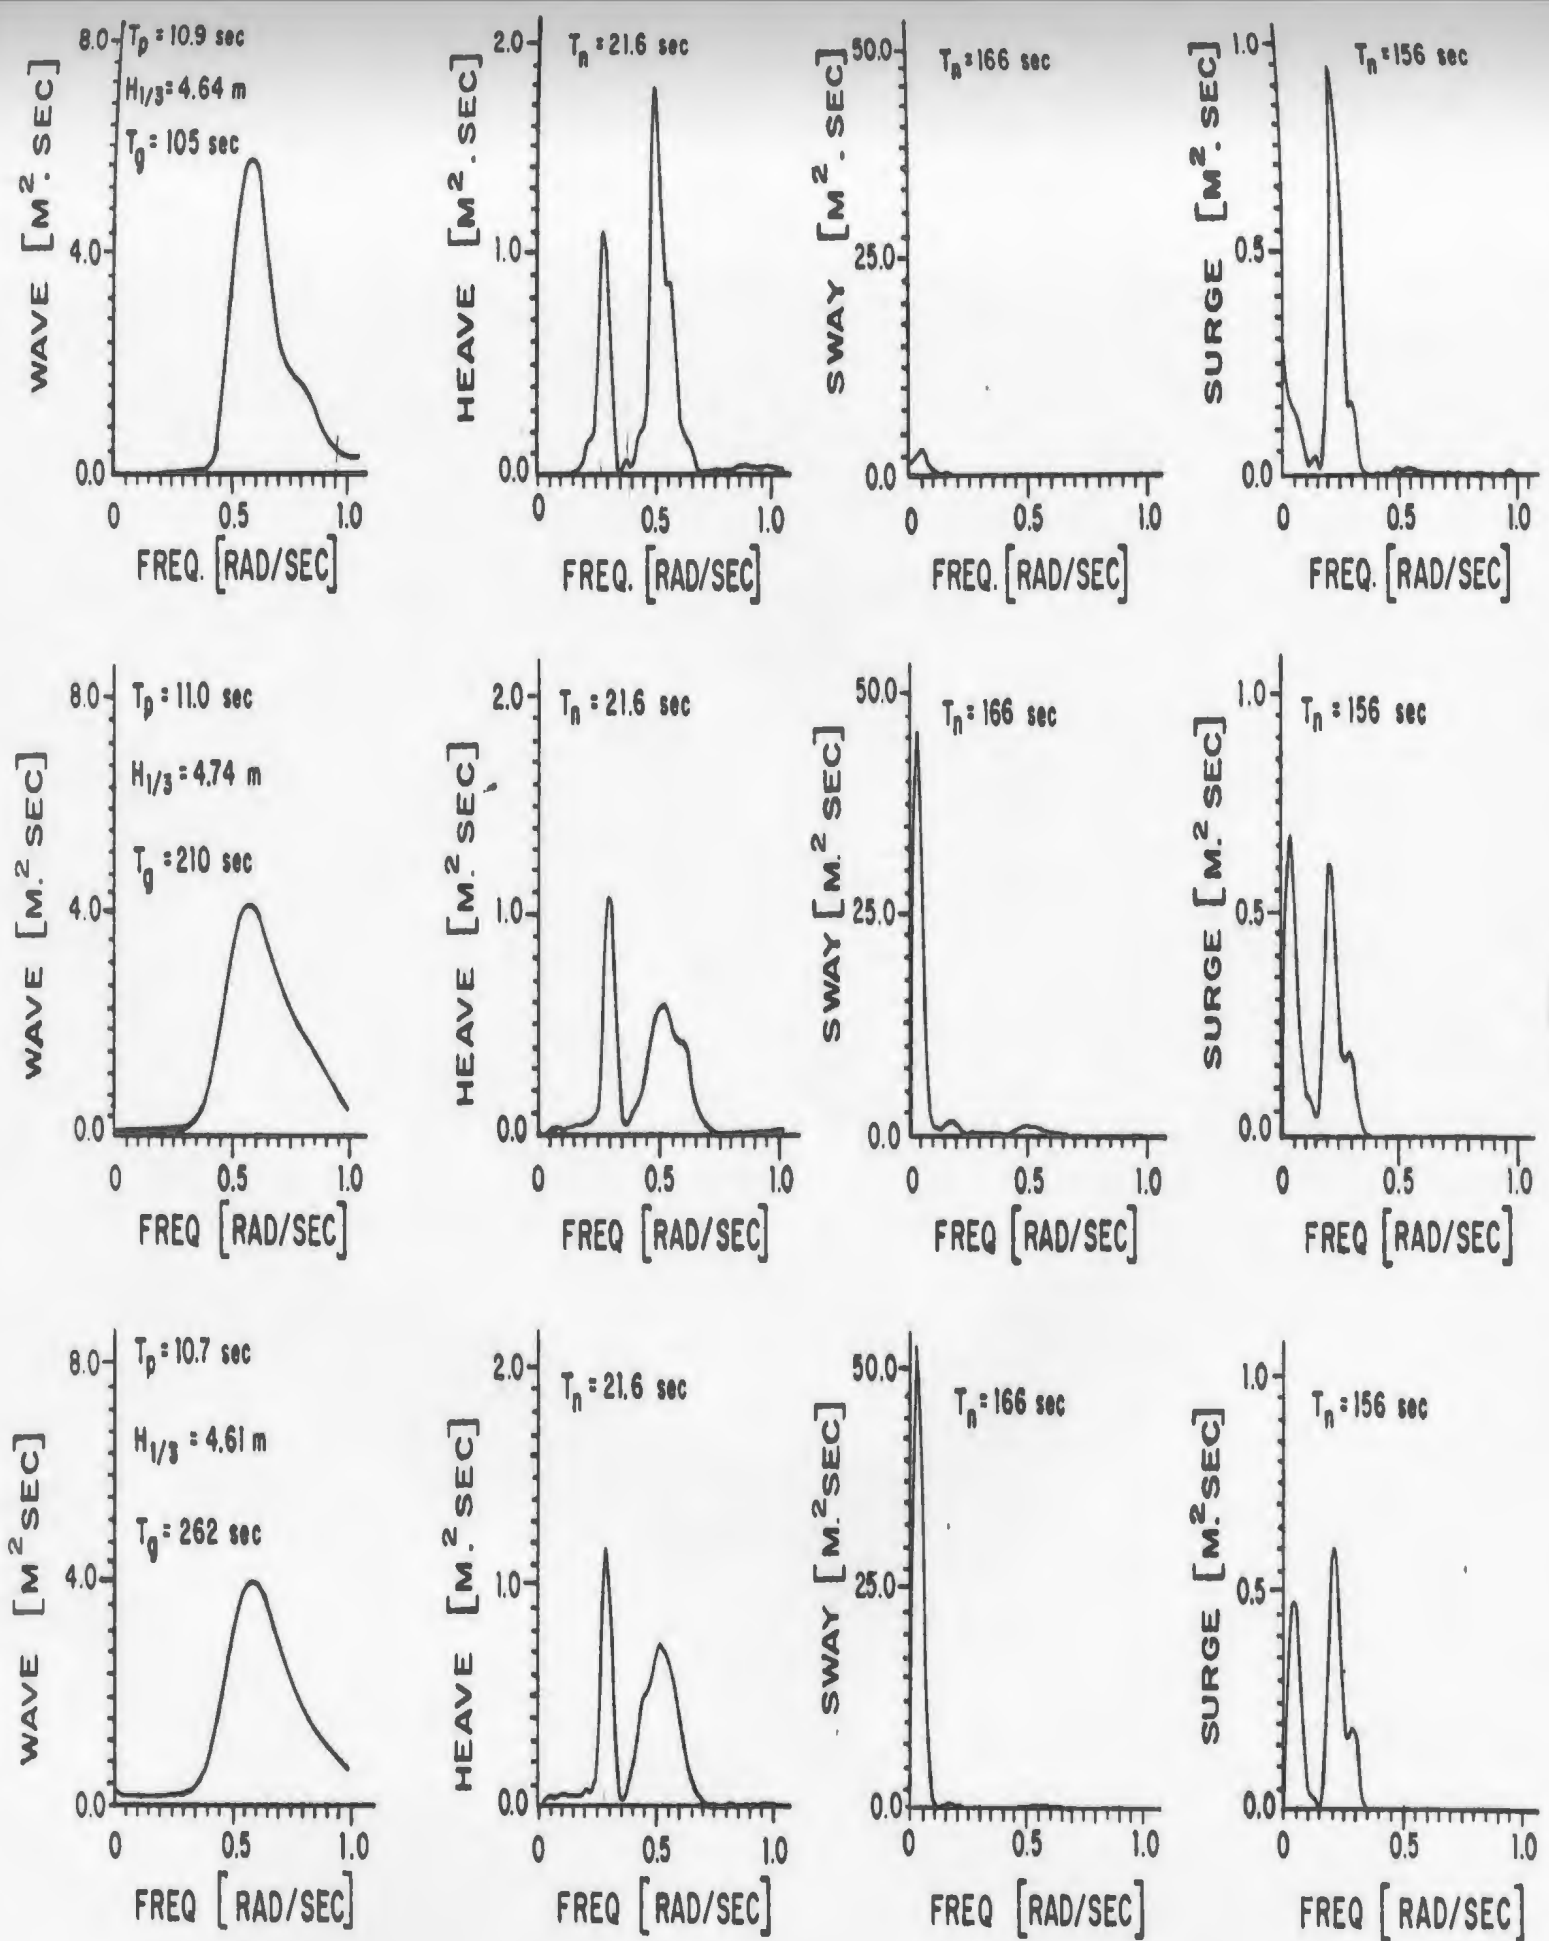 WAVE [M². SEC]
8.0
4.0
0.0
Tp = 10.9 sec
H1/3 = 4.64 m
Tg = 105 sec
0 0.5 1.0
FREQ. [RAD/SEC]
HEAVE [M². SEC]
2.0
1.0
0.0
Tn = 21.6 sec
0 0.5 1.0
FREQ. [RAD/SEC]
SWAY [M². SEC]
50.0
25.0
0.0
Tn = 166 sec
0 0.5 1.0
FREQ. [RAD/SEC]
SURGE [M². SEC]
1.0
0.5
0.0
Tn = 156 sec
0 0.5 1.0
FREQ. [RAD/SEC]
WAVE [M.² SEC]
8.0
4.0
0.0
Tp = 11.0 sec
H1/3 = 4.74 m
Tg = 210 sec
0 0.5 1.0
FREQ [RAD/SEC]
HEAVE [M.² SEC]
2.0
1.0
0.0
Tn = 21.6 sec
0 0.5 1.0
FREQ [RAD/SEC]
SWAY [M.² SEC]
50.0
25.0
0.0
Tn = 166 sec
0 0.5 1.0
FREQ [RAD/SEC]
SURGE [M.² SEC]
1.0
0.5
0.0
Tn = 156 sec
0 0.5 1.0
FREQ [RAD/SEC]
WAVE [M² SEC]
8.0
4.0
0.0
Tp = 10.7 sec
H1/3 = 4.61 m
Tg = 262 sec
0 0.5 1.0
FREQ [RAD/SEC]
HEAVE [M.² SEC]
2.0
1.0
0.0
Tn = 21.6 sec
0 0.5 1.0
FREQ [RAD/SEC]
SWAY [M.² SEC]
50.0
25.0
0.0
Tn = 166 sec
0 0.5 1.0
FREQ [RAD/SEC]
SURGE [M.² SEC]
1.0
0.5
0.0
Tn = 156 sec
0 0.5 1.0
FREQ [RAD/SEC]